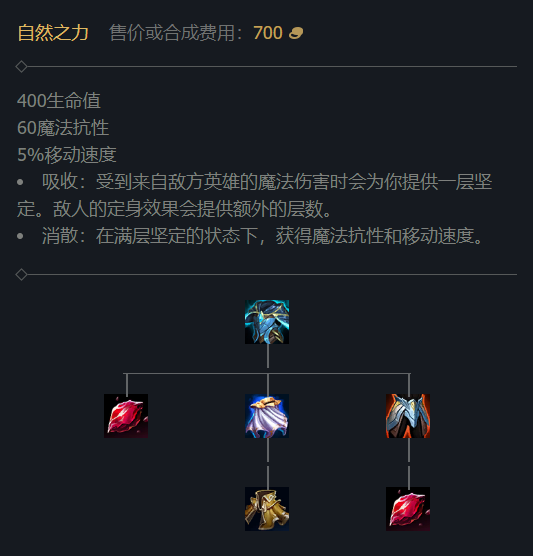 自然之力 售价或合成费用：700
400生命值
60魔法抗性
5%移动速度
• 吸收：受到来自敌方英雄的魔法伤害时会为你提供一层坚
定。敌人的定身效果会提供额外的层数。
• 消散：在满层坚定的状态下，获得魔法抗性和移动速度。